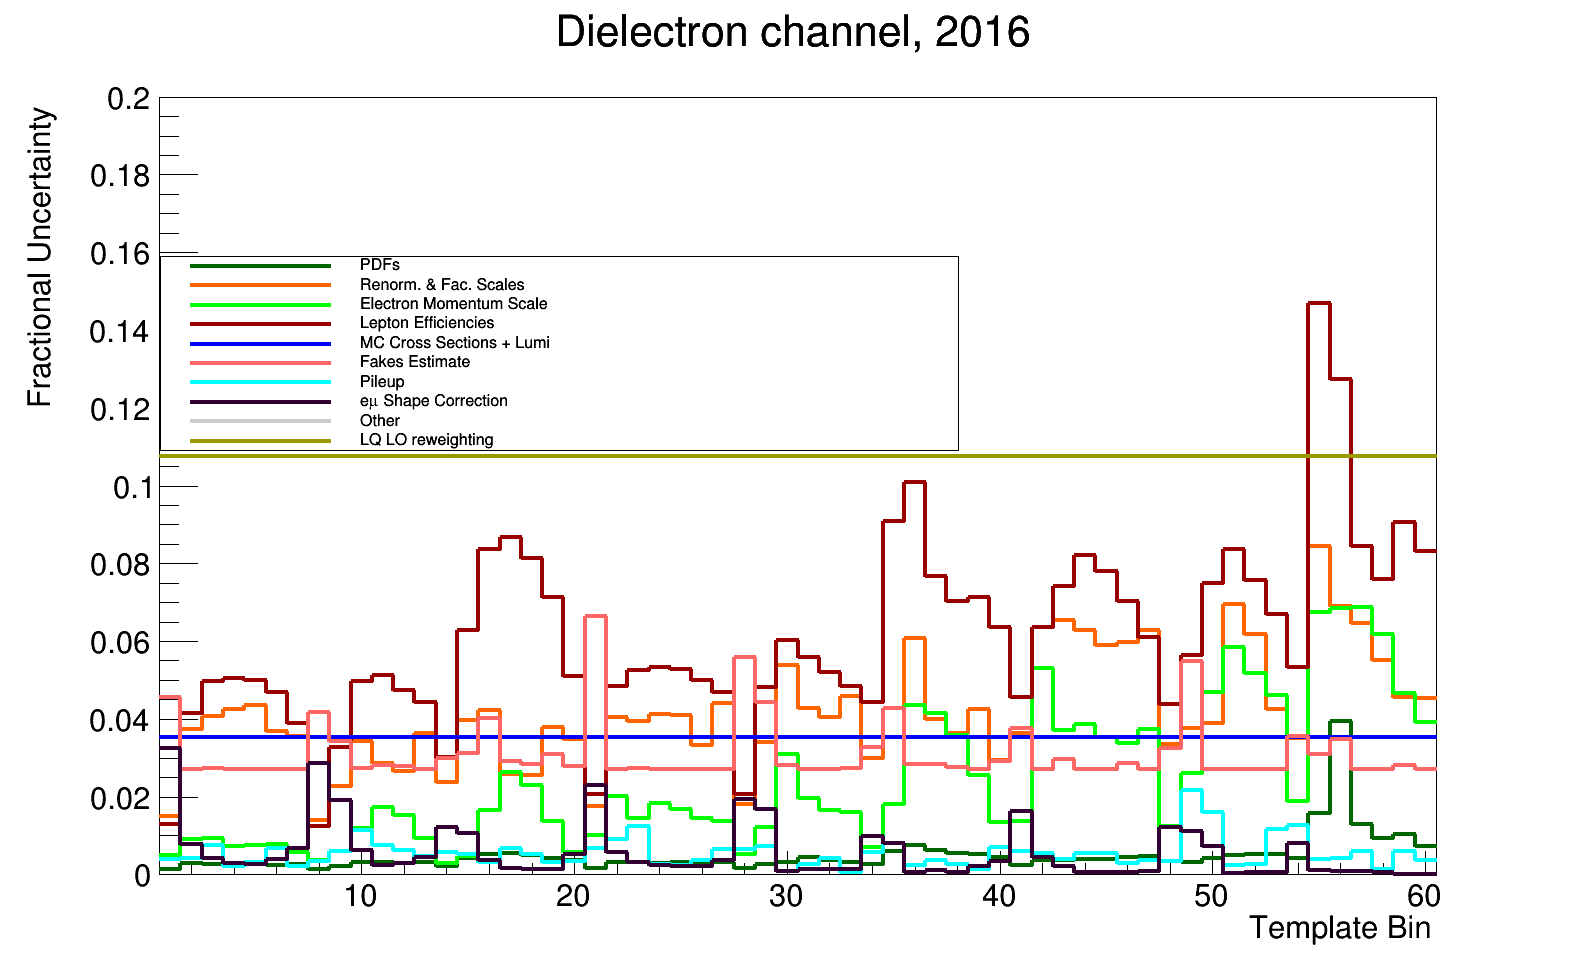 Dielectron channel, 2016
Fractional Uncertainty
0.2
0.18
0.16
0.14
0.12
0.1
0.08
0.06
0.04
0.02
0
PDFs
Renorm. & Fac. Scales
Electron Momentum Scale
Lepton Efficiencies
MC Cross Sections + Lumi
Fakes Estimate
Pileup
eμ Shape Correction
Other
LQ LO reweighting
10 20 30 40 50 60
Template Bin